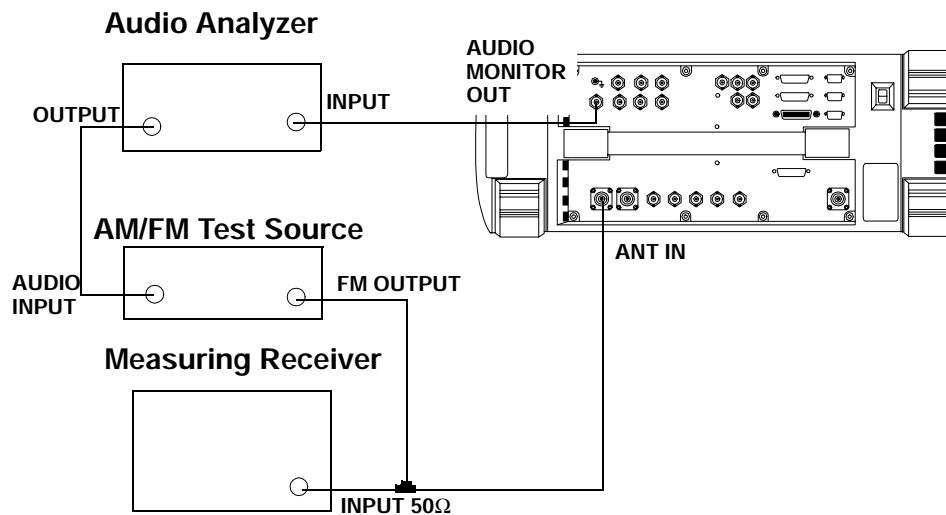 Audio Analyzer
AUDIO
MONITOR
OUT
OUTPUT
INPUT
AM/FM Test Source
AUDIO
INPUT
FM OUTPUT
ANT IN
Measuring Receiver
INPUT 50Ω